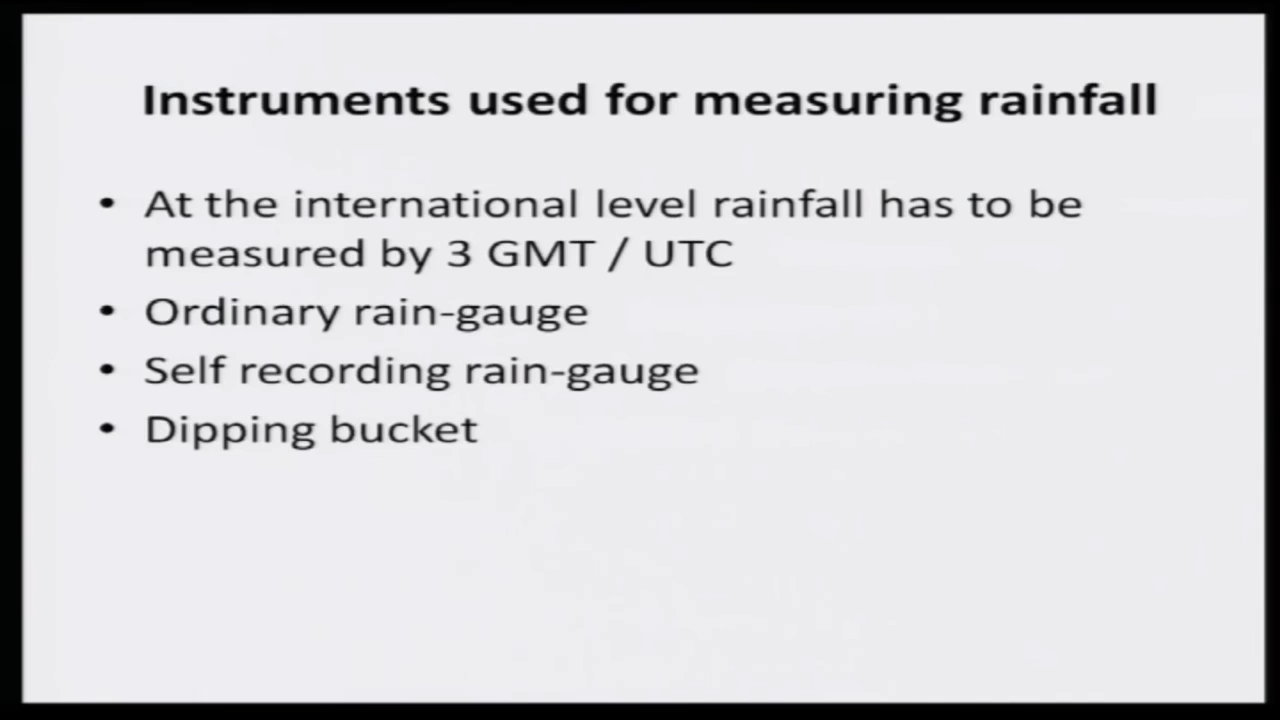 Instruments used for measuring rainfall
• At the international level rainfall has to be
measured by 3 GMT / UTC
• Ordinary rain-gauge
• Self recording rain-gauge
• Dipping bucket